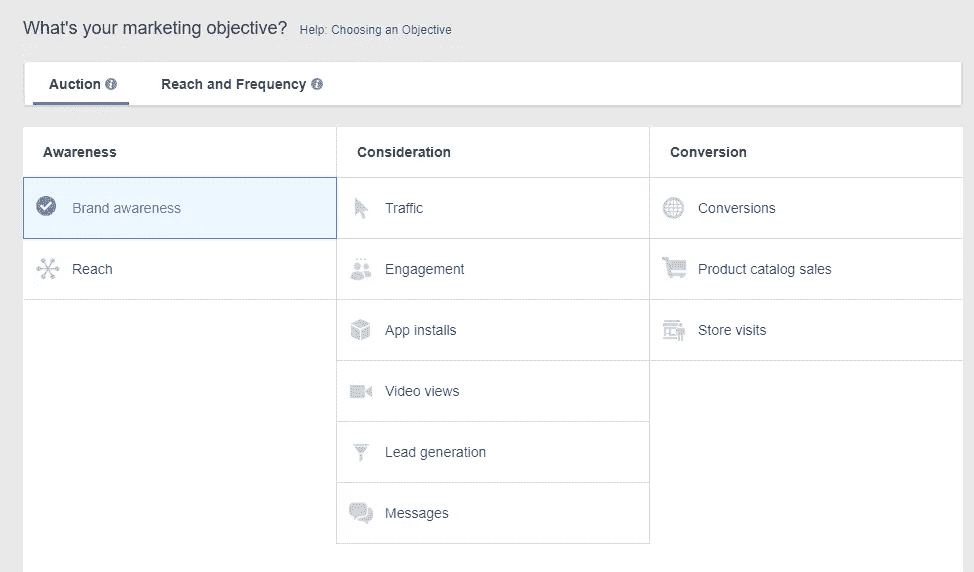 What's your marketing objective? Help: Choosing an Objective
Auction Reach and Frequency
Awareness Consideration Conversion
Brand awareness Traffic Conversions
Reach Engagement Product catalog sales
App installs Store visits
Video views
Lead generation
Messages